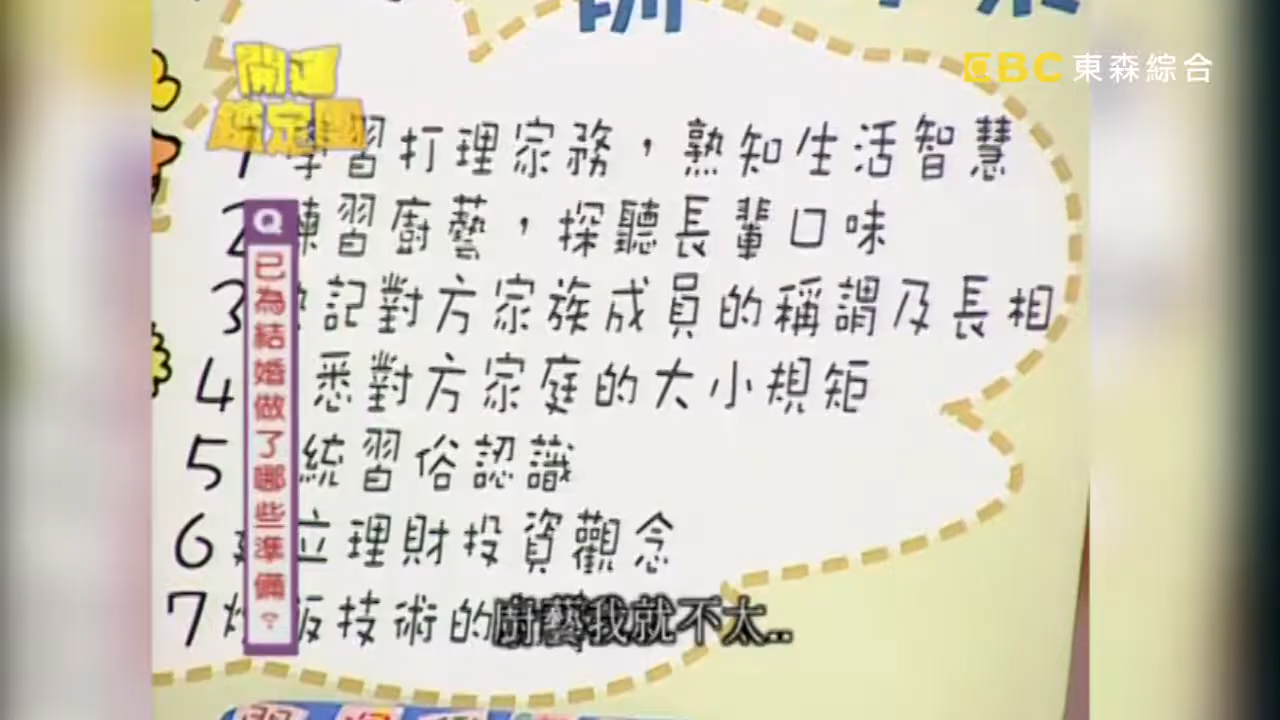 EBC 東森綜合
開運鑑定團
1 學習打理家務，熟知生活智慧
2 練習廚藝，探聽長輩口味
3 記對方家族成員的稱謂及長相
4 悉對方家庭的大小規矩
5 統習俗認識
6 立理財投資觀念
7 技術的
Q 已為結婚做了哪些準備？
廚藝我就不太..